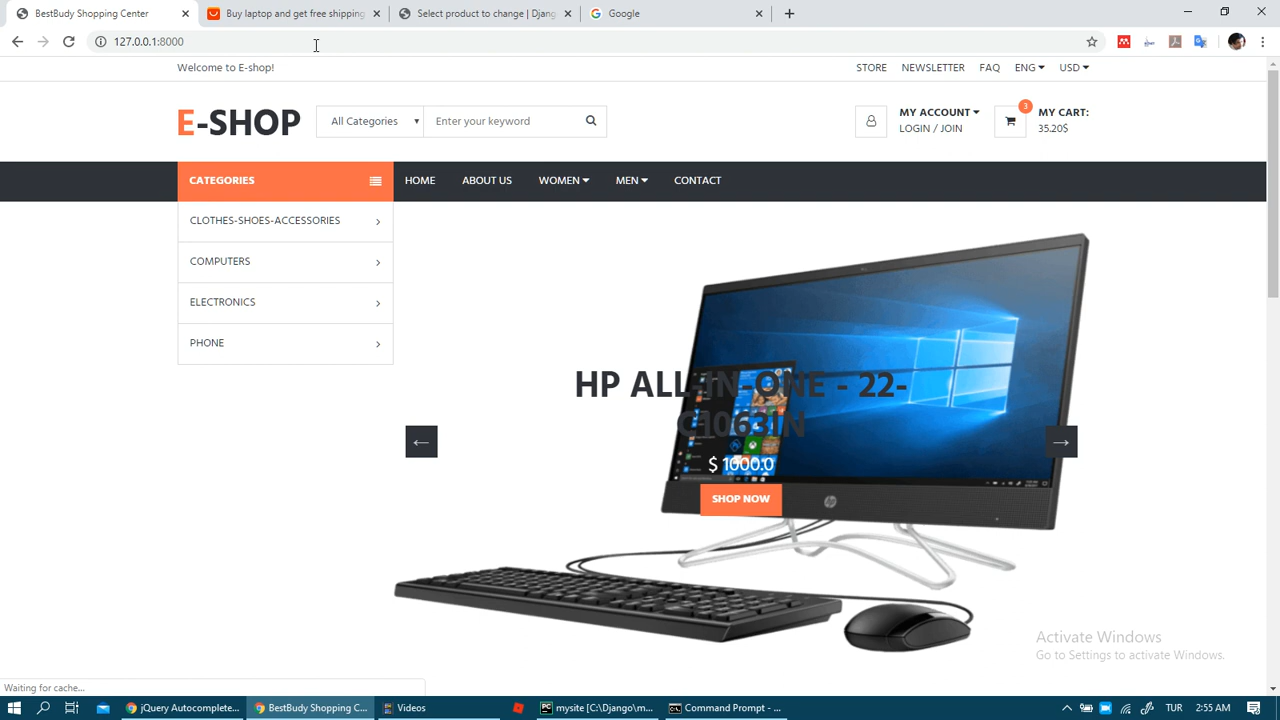 BestBudy Shopping Center
Buy laptop and get free shipping
Select product to change | Djang
Google
127.0.0.1:8000
Welcome to E-shop!
STORE NEWSLETTER FAQ ENG USD
E-SHOP
All Categories
Enter your keyword
MY ACCOUNT
LOGIN / JOIN
3
MY CART:
35.20$
CATEGORIES
HOME ABOUT US WOMEN MEN CONTACT
CLOTHES-SHOES-ACCESSORIES
COMPUTERS
ELECTRONICS
PHONE
HP ALL-IN-ONE - 22-
C1063IN
$ 1000.0
SHOP NOW
Activate Windows
Go to Settings to activate Windows.
Waiting for cache...
jQuery Autocomplete...
BestBudy Shopping C...
Videos
mysite [C:\Django\m...
Command Prompt - ...
TUR
2:55 AM